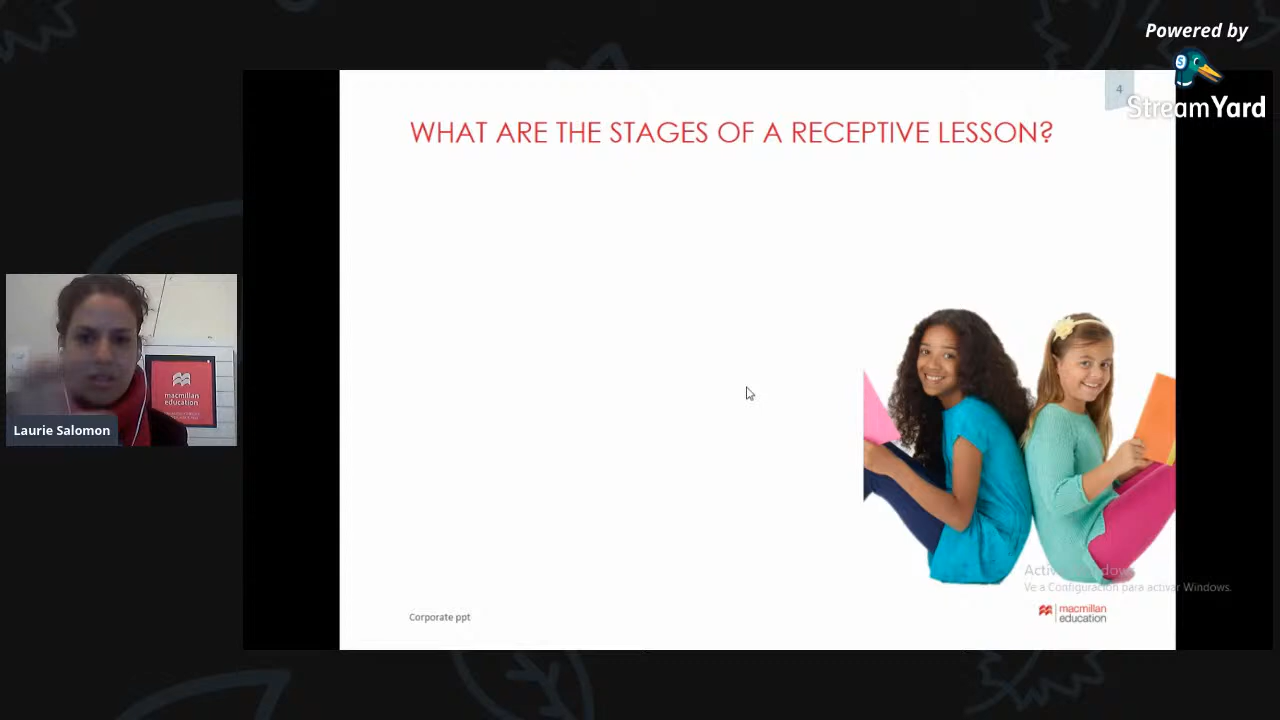 Powered by
StreamYard
4
WHAT ARE THE STAGES OF A RECEPTIVE LESSON?
macmillan
education
Laurie Salomon
Ve a Configuración para activar Windows.
Corporate ppt
macmillan
education